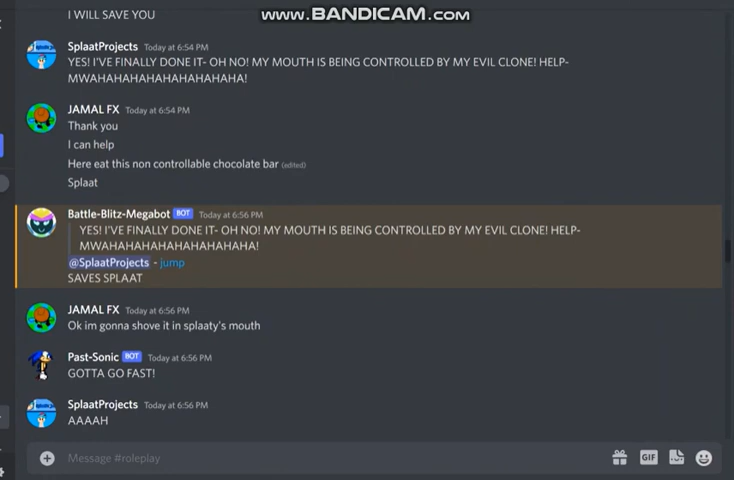 WWW.BANDICAM.COM
I WILL SAVE YOU
SplaatProjects Today at 6:54 PM
YES! I'VE FINALLY DONE IT- OH NO! MY MOUTH IS BEING CONTROLLED BY MY EVIL CLONE! HELP-
MWAHAHAHAHAHAHAHAHA!
JAMAL FX Today at 6:54 PM
Thank you
I can help
Here eat this non controllable chocolate bar (edited)
Splaat
Battle-Blitz-Megabot BOT Today at 6:56 PM
YES! I'VE FINALLY DONE IT- OH NO! MY MOUTH IS BEING CONTROLLED BY MY EVIL CLONE! HELP-
MWAHAHAHAHAHAHAHAHA!
@SplaatProjects - jump
SAVES SPLAAT
JAMAL FX Today at 6:56 PM
Ok im gonna shove it in splaaty's mouth
Past-Sonic BOT Today at 6:56 PM
GOTTA GO FAST!
SplaatProjects Today at 6:56 PM
AAAAH
Message #roleplay
GIF